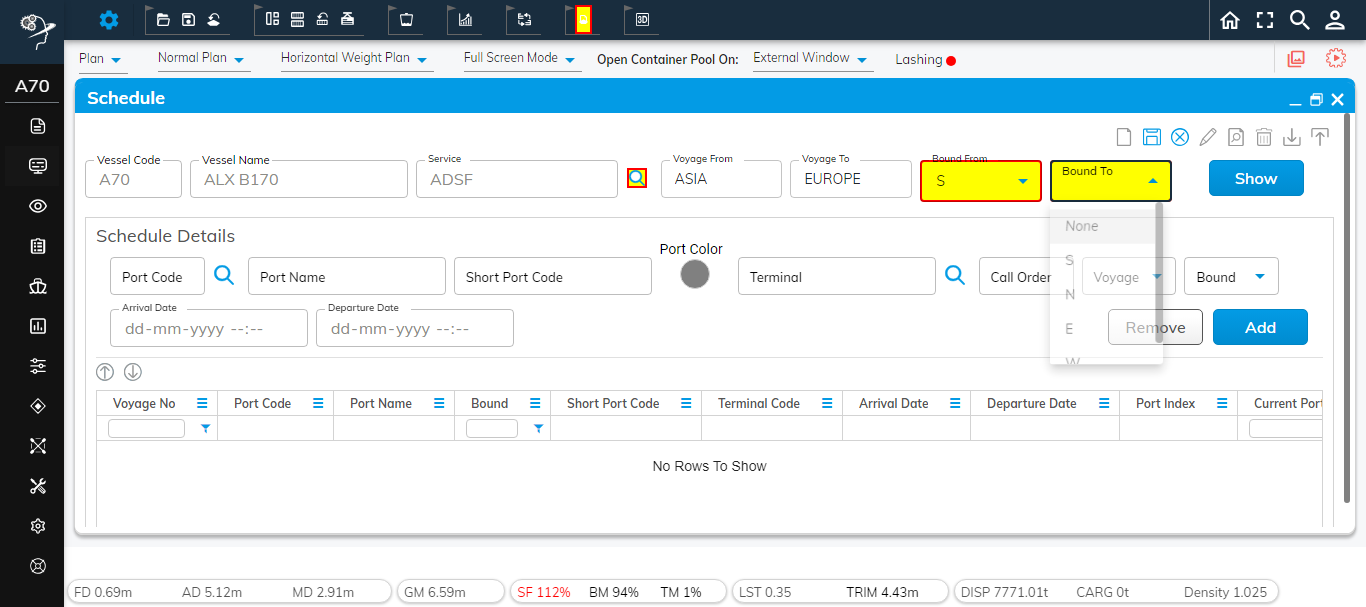 3D
Plan
Normal Plan
Horizontal Weight Plan
Full Screen Mode
Open Container Pool On:
External Window
Lashing
A70
Schedule
Vessel Code
Vessel Name
Service
Voyage From
Voyage To
Bound From
Bound To
A70
ALX B170
ADSF
ASIA
EUROPE
S
Show
None
S
N
E
W
Schedule Details
Port Color
Port Code
Port Name
Short Port Code
Terminal
Call Order
Voyage
Bound
Arrival Date
Departure Date
dd-mm-yyyy --:--
dd-mm-yyyy --:--
Remove
Add
Voyage No
Port Code
Port Name
Bound
Short Port Code
Terminal Code
Arrival Date
Departure Date
Port Index
Current Port
No Rows To Show
FD 0.69m
AD 5.12m
MD 2.91m
GM 6.59m
SF 112%
BM 94%
TM 1%
LST 0.35
TRIM 4.43m
DISP 7771.01t
CARG 0t
Density 1.025